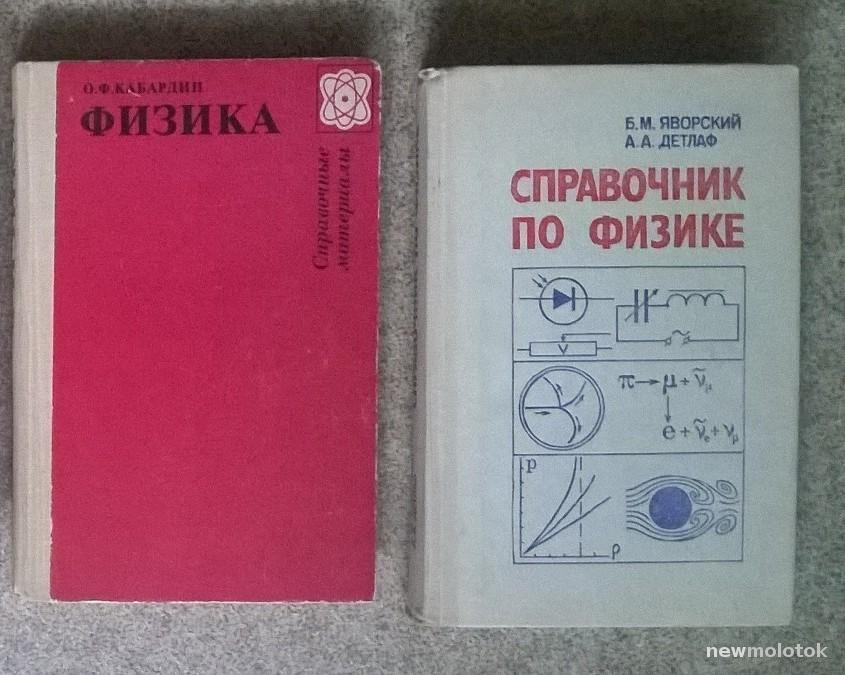 О.Ф.КАБАРДИН
ФИЗИКА
Справочные
материалы
Б.М. ЯВОРСКИЙ
А.А. ДЕТЛАФ
СПРАВОЧНИК
ПО ФИЗИКЕ
V
π→μ+ν̃μ
e+ν̃e+νμ
p
ρ
newmolotok